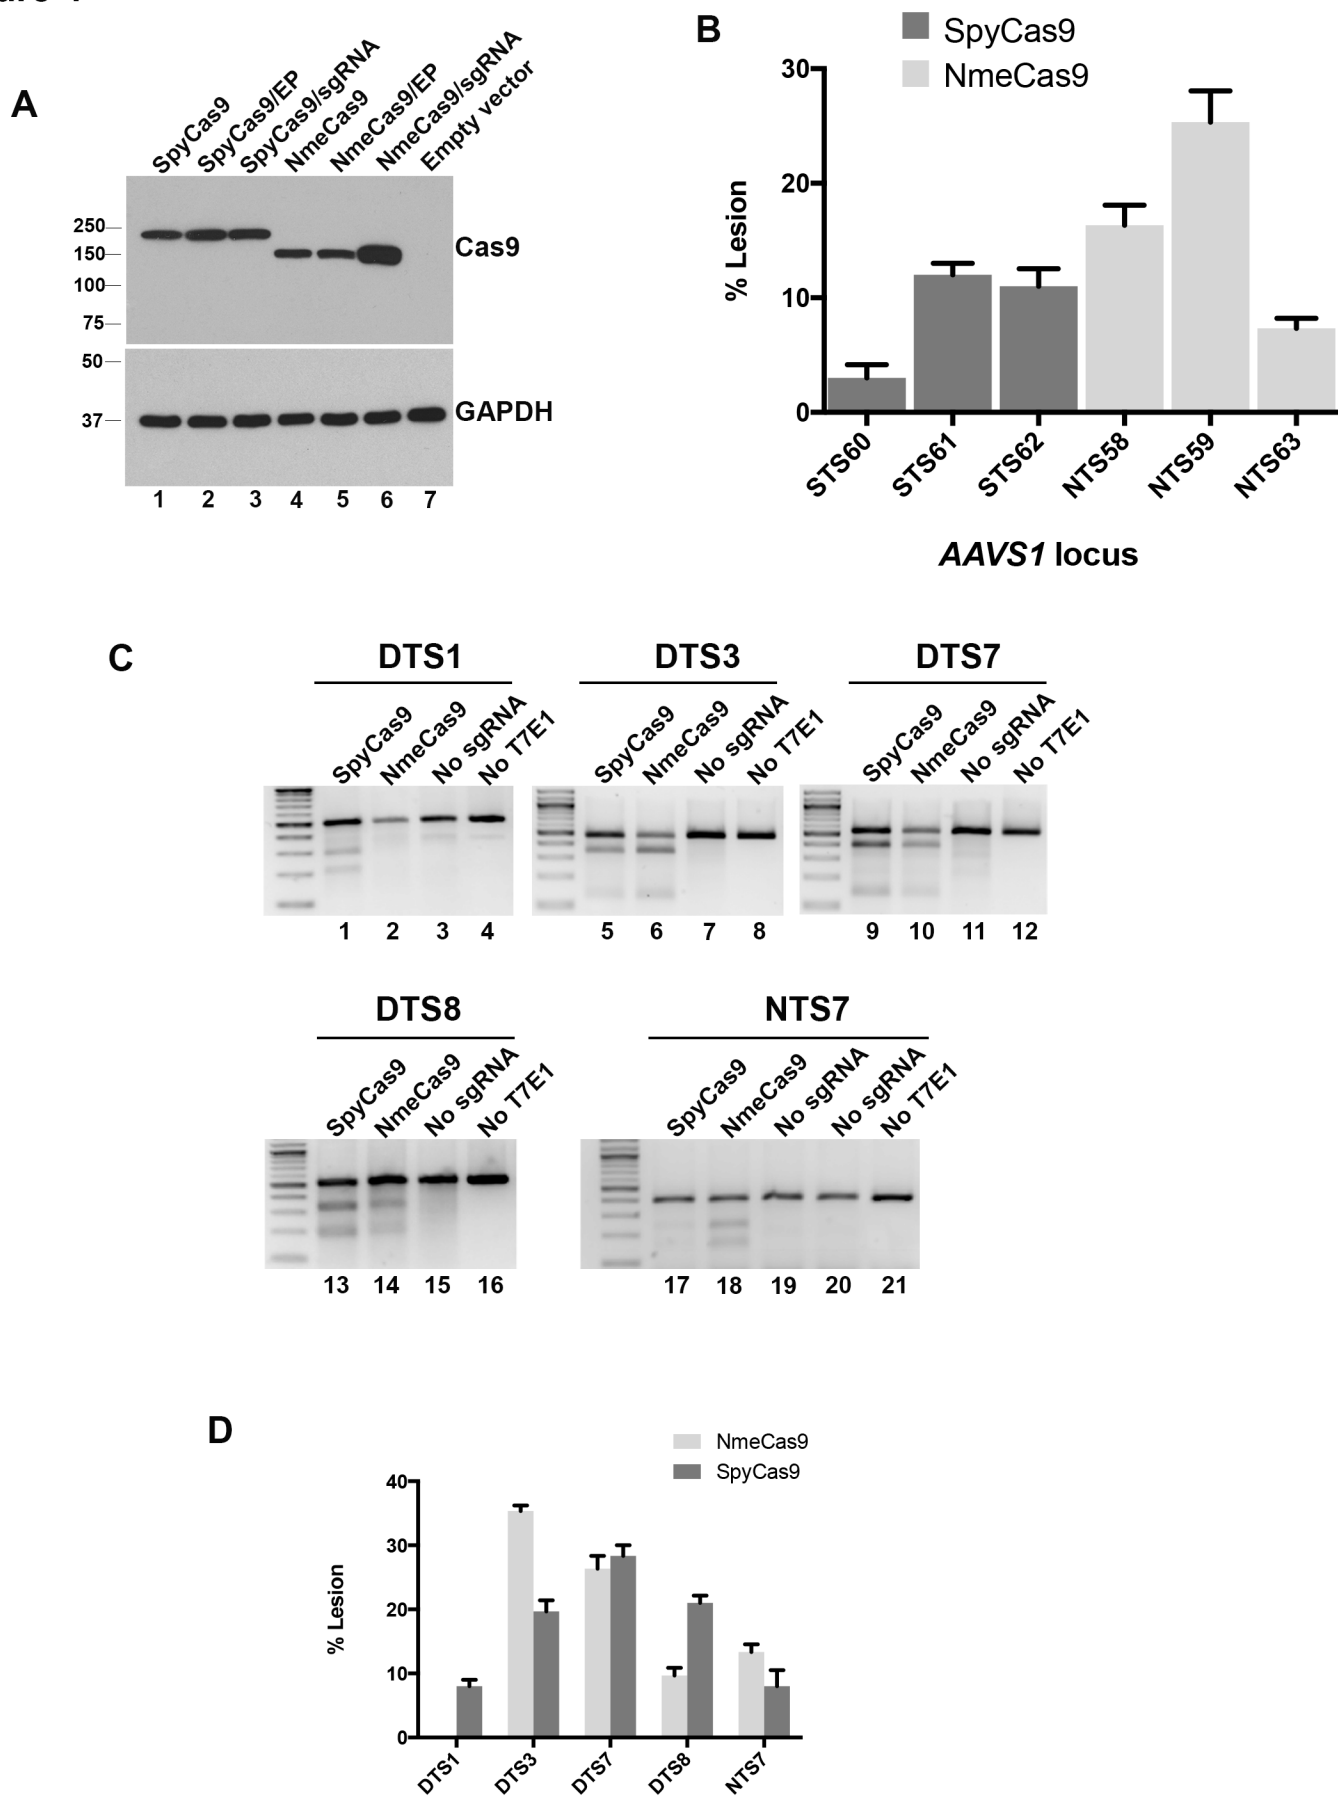 A
SpyCas9
SpyCas9/EP
SpyCas9/sgRNA
NmeCas9
NmeCas9/EP
NmeCas9/sgRNA
Empty vector
250
150
100
75
50
37
Cas9
GAPDH
1 2 3 4 5 6 7
B
SpyCas9
NmeCas9
% Lesion
30
20
10
0
STS60
STS61
STS62
NTS58
NTS59
NTS63
AAVS1 locus
C
DTS1
SpyCas9
NmeCas9
No sgRNA
No T7E1
1 2 3 4
DTS3
SpyCas9
NmeCas9
No sgRNA
No T7E1
5 6 7 8
DTS7
SpyCas9
NmeCas9
No sgRNA
No T7E1
9 10 11 12
DTS8
SpyCas9
NmeCas9
No sgRNA
No T7E1
13 14 15 16
NTS7
SpyCas9
NmeCas9
No sgRNA
No sgRNA
No T7E1
17 18 19 20 21
D
NmeCas9
SpyCas9
% Lesion
40
30
20
10
0
DTS1
DTS3
DTS7
DTS8
NTS7